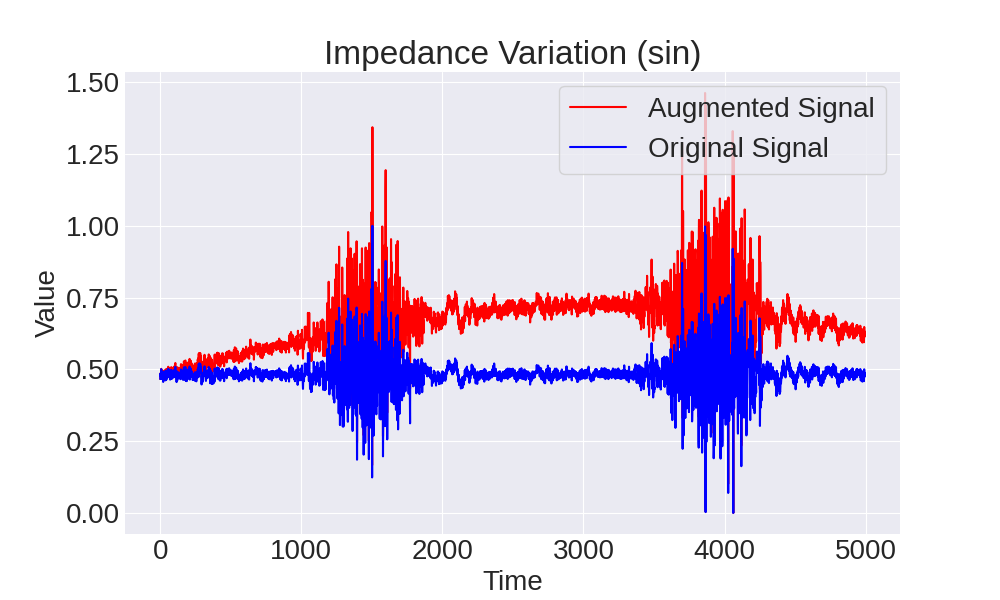 Impedance Variation (sin)
Augmented Signal
Original Signal
Value
1.50
1.25
1.00
0.75
0.50
0.25
0.00
0 1000 2000 3000 4000 5000
Time